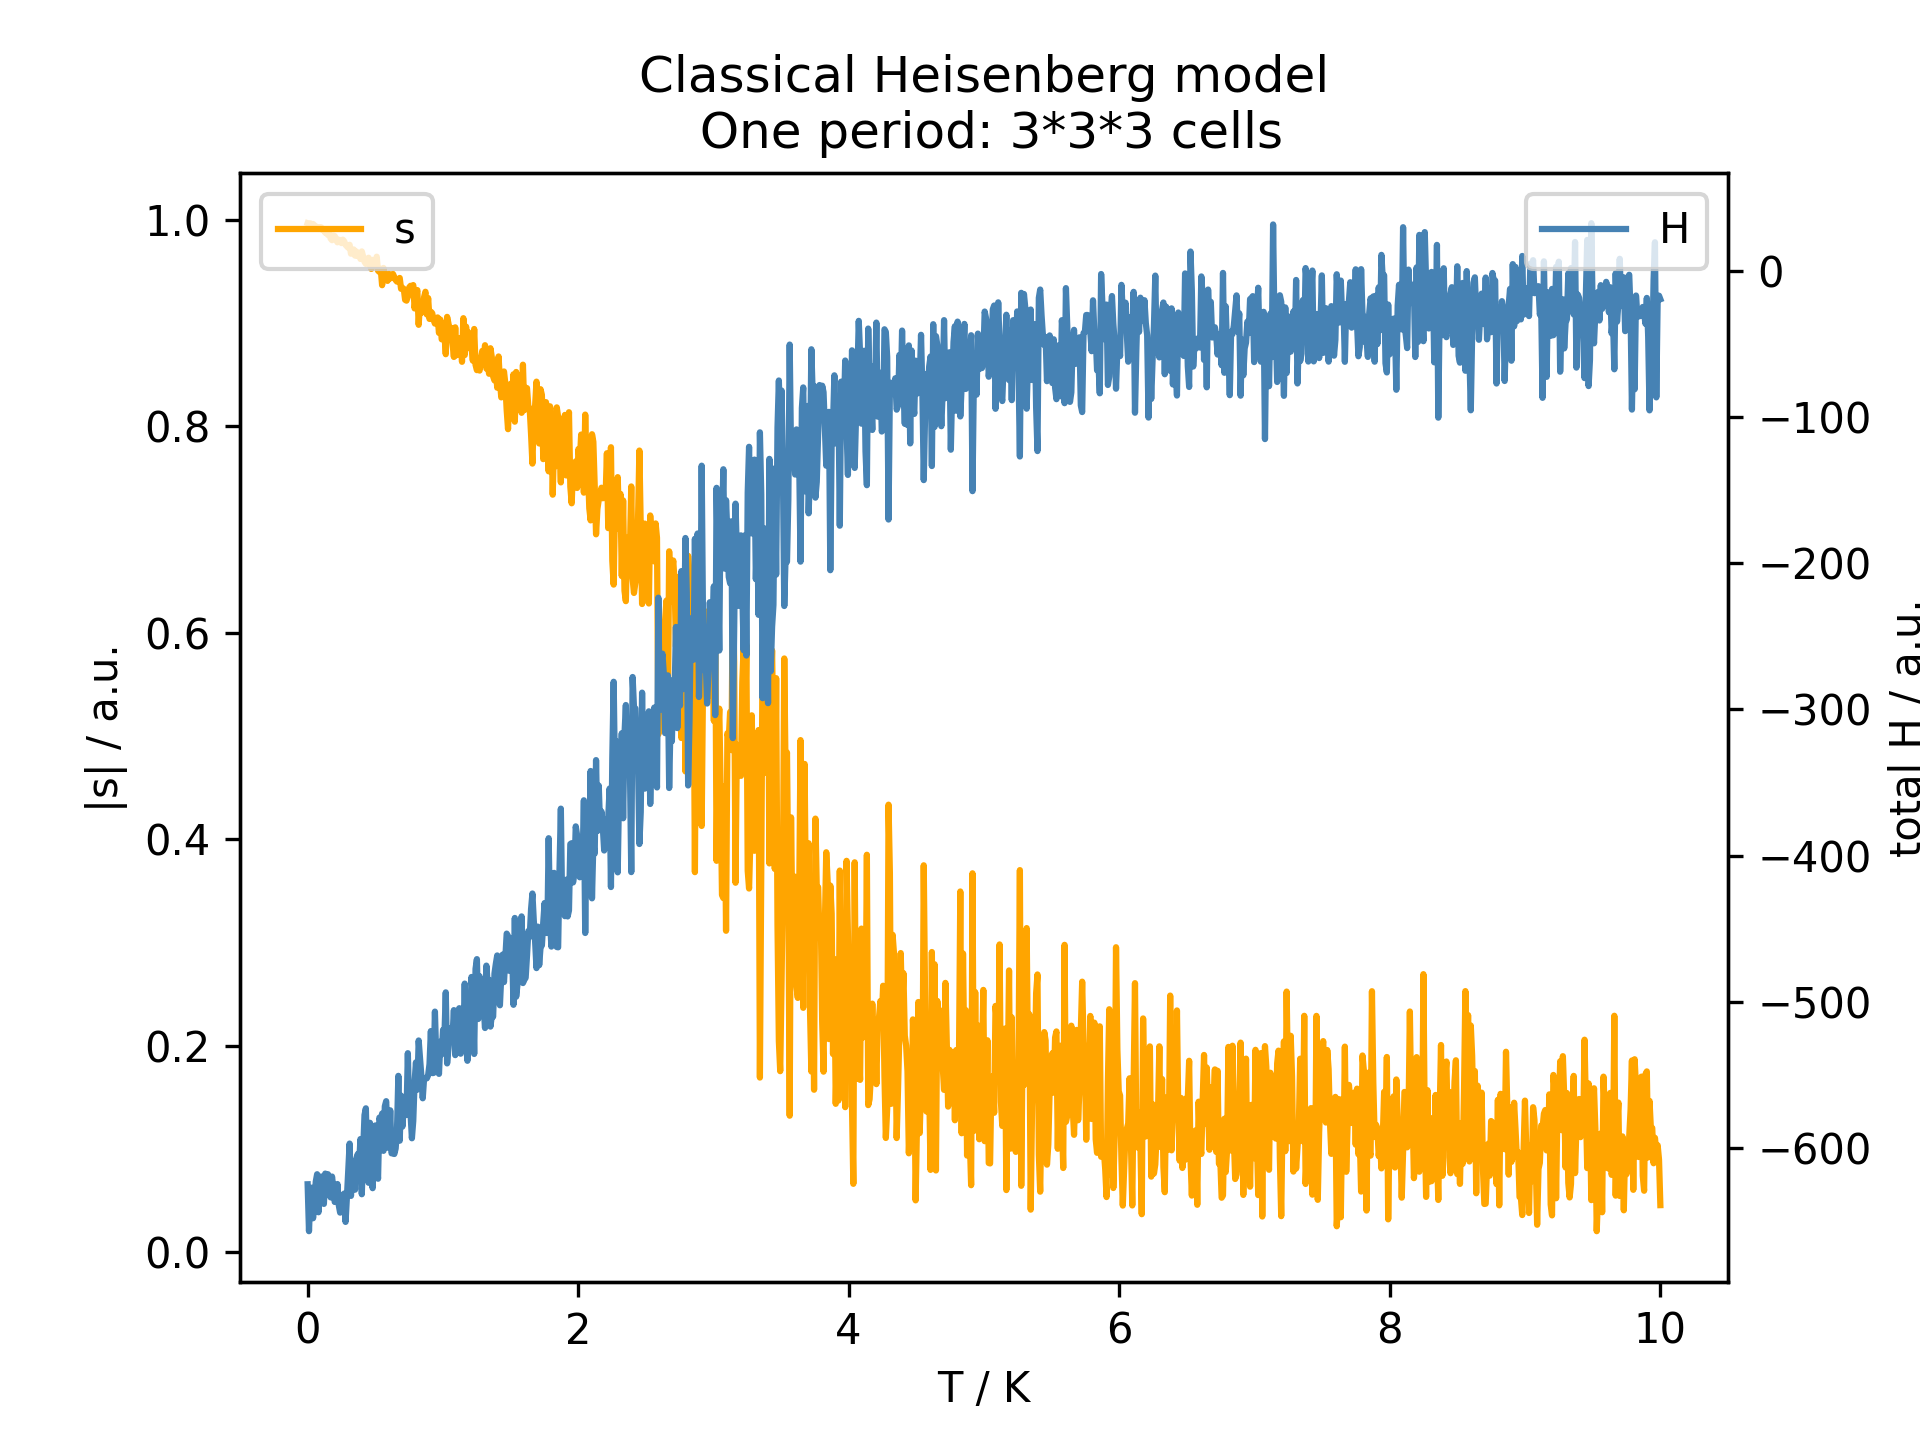 Classical Heisenberg model
One period: 3*3*3 cells
s
H
1.0
0.8
0.6
0.4
0.2
0.0
|s| / a.u.
0
−100
−200
−300
−400
−500
−600
total H / a.u.
0
2
4
6
8
10
T / K